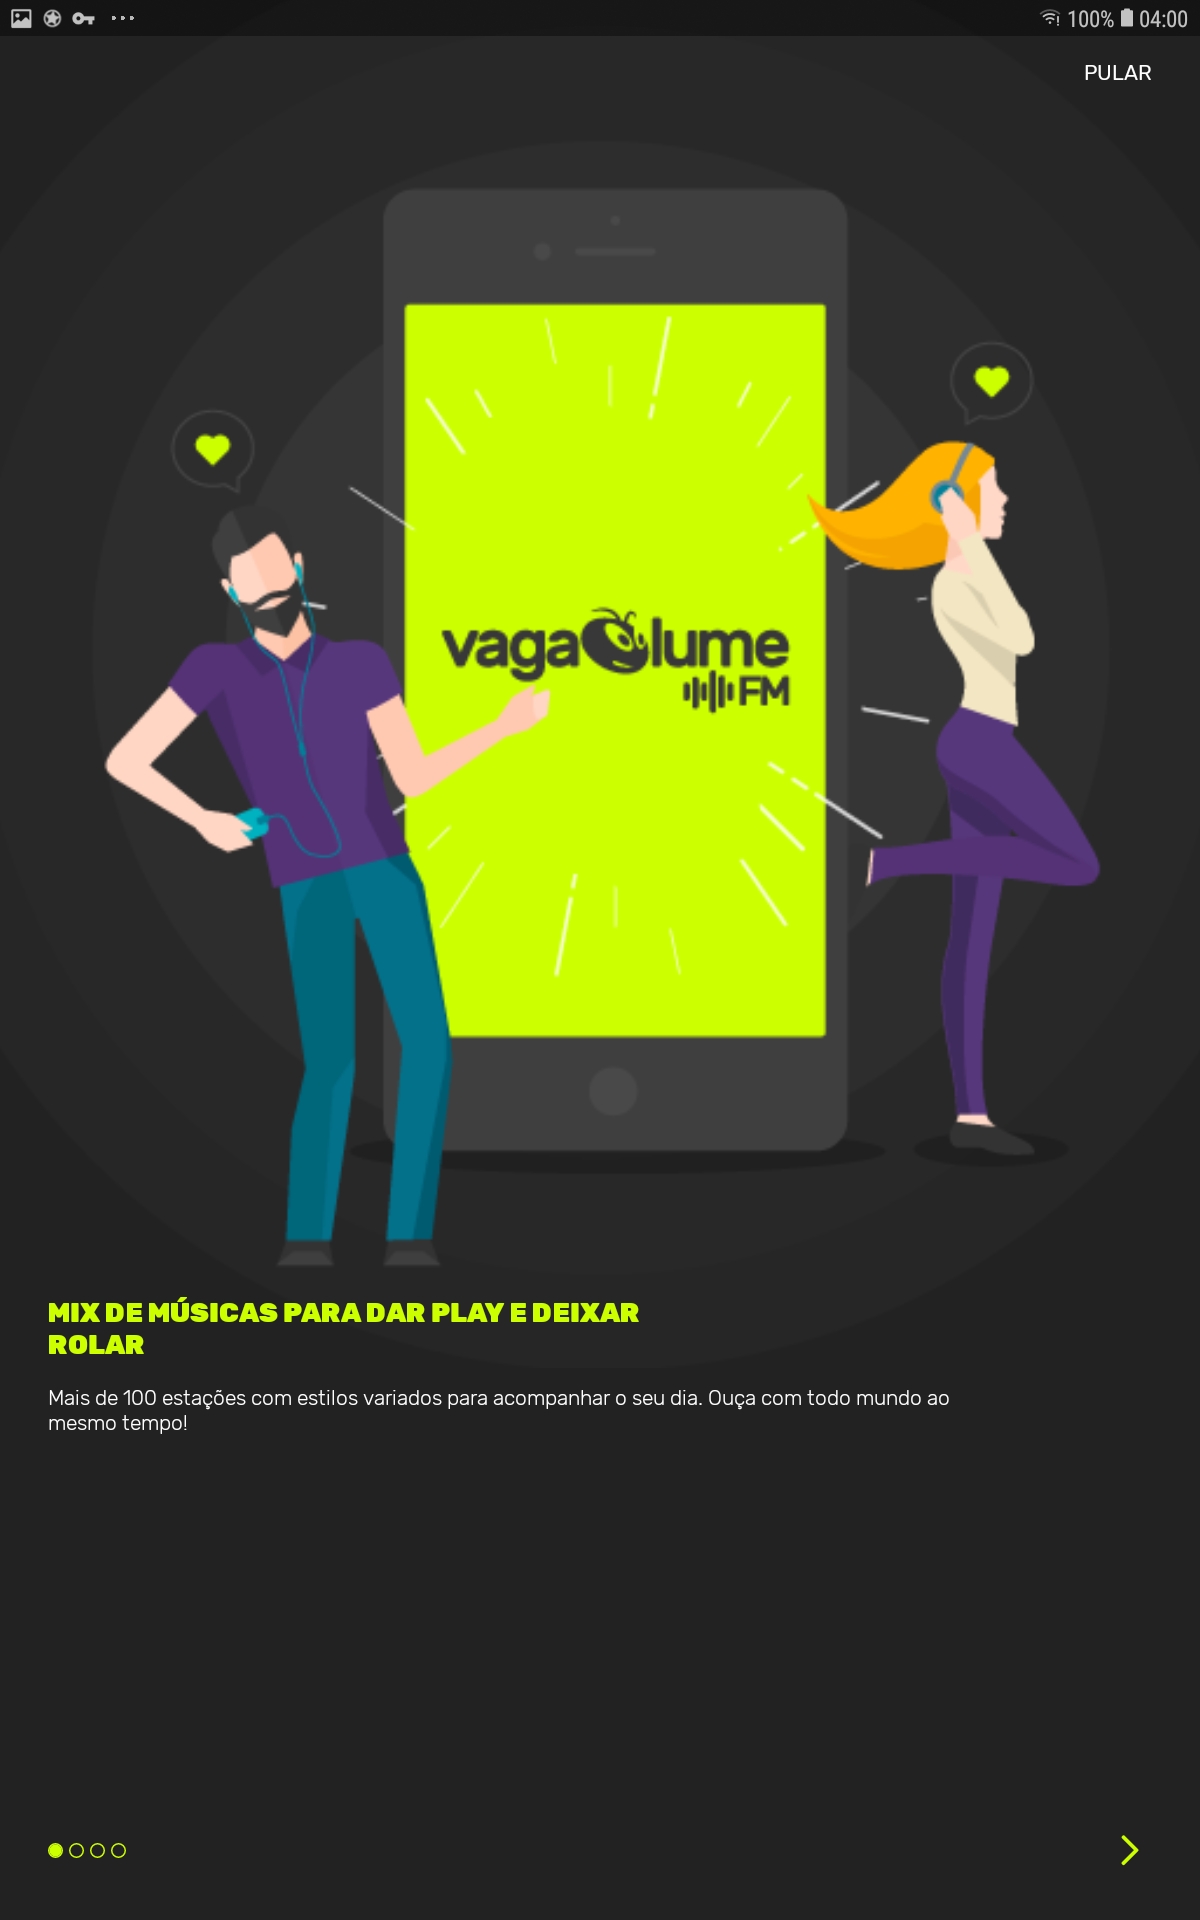 100% 04:00
PULAR
vagalume
FM
MIX DE MÚSICAS PARA DAR PLAY E DEIXAR
ROLAR
Mais de 100 estações com estilos variados para acompanhar o seu dia. Ouça com todo mundo ao
mesmo tempo!